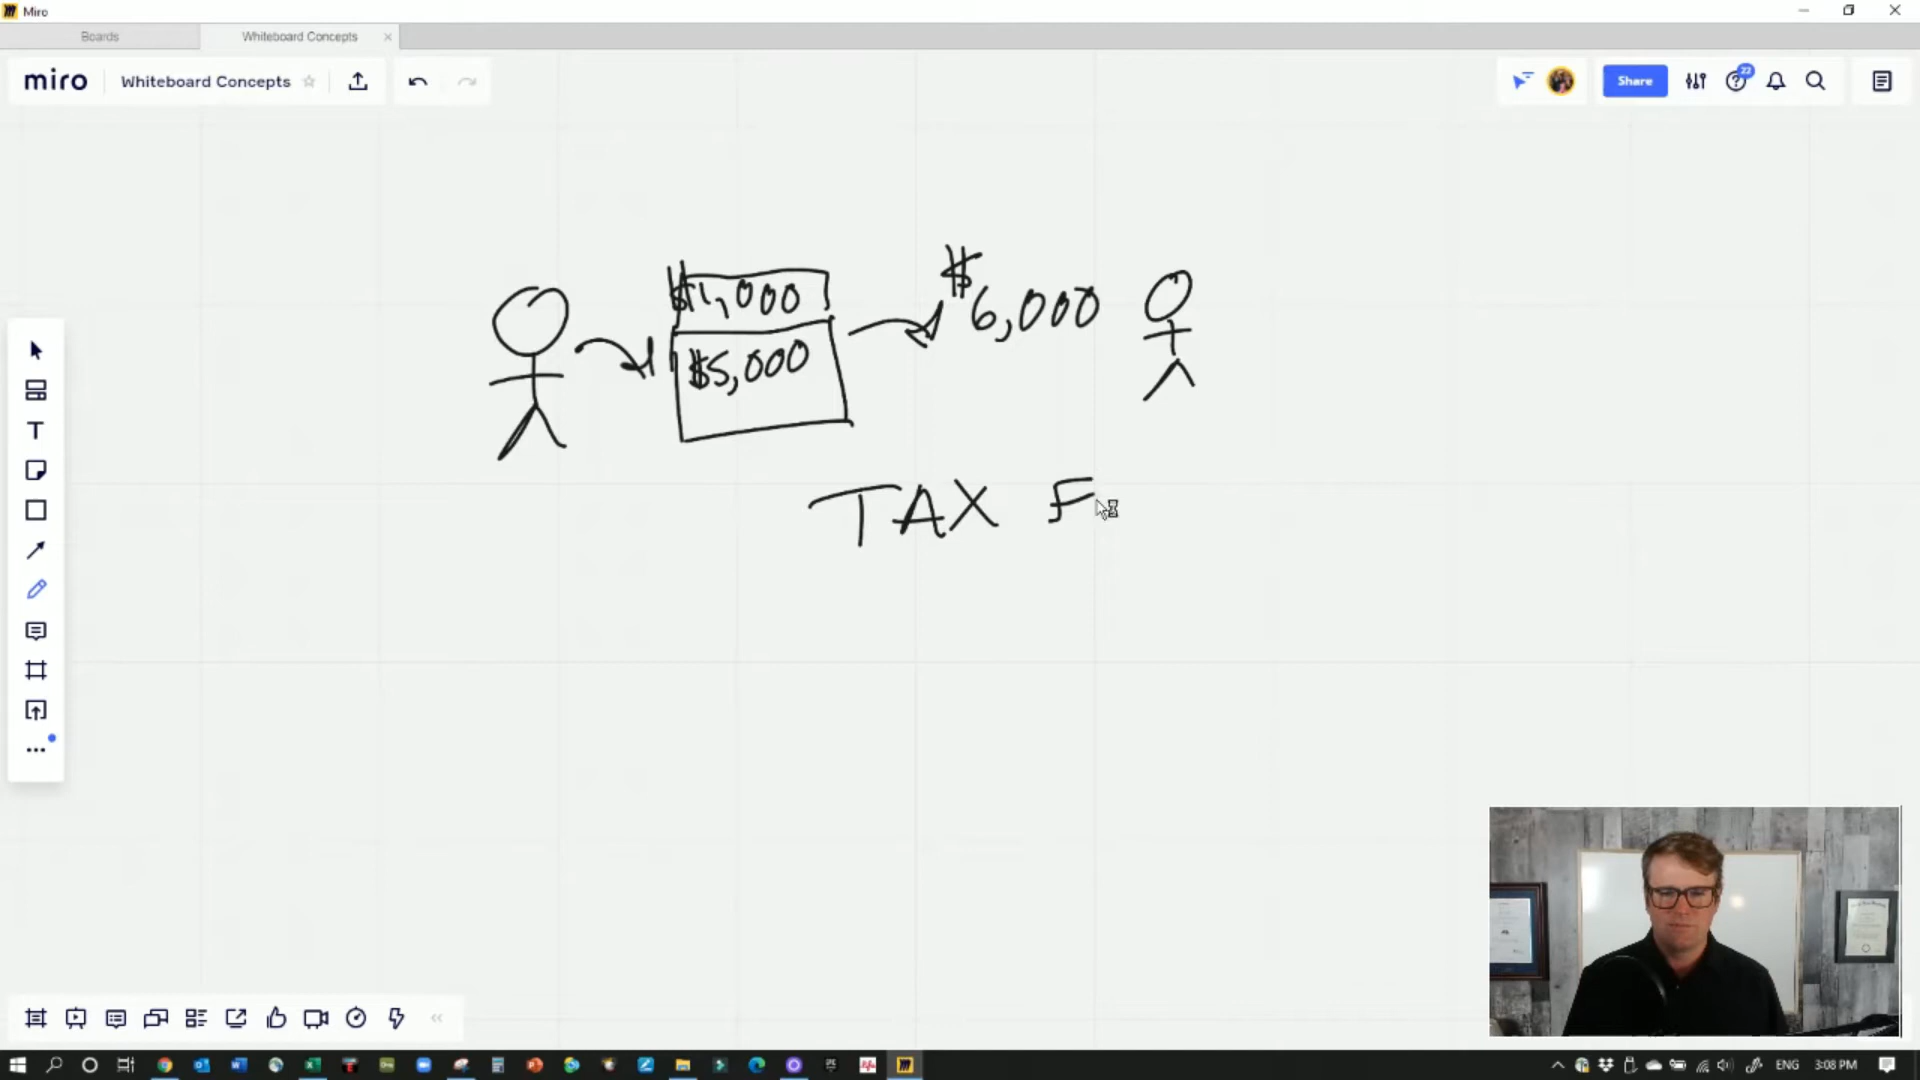 Miro
Boards
Whiteboard Concepts
miro
Whiteboard Concepts
22
Share
$1,000
$5,000
$
6,000
TAX F
T
ENG
3:08 PM